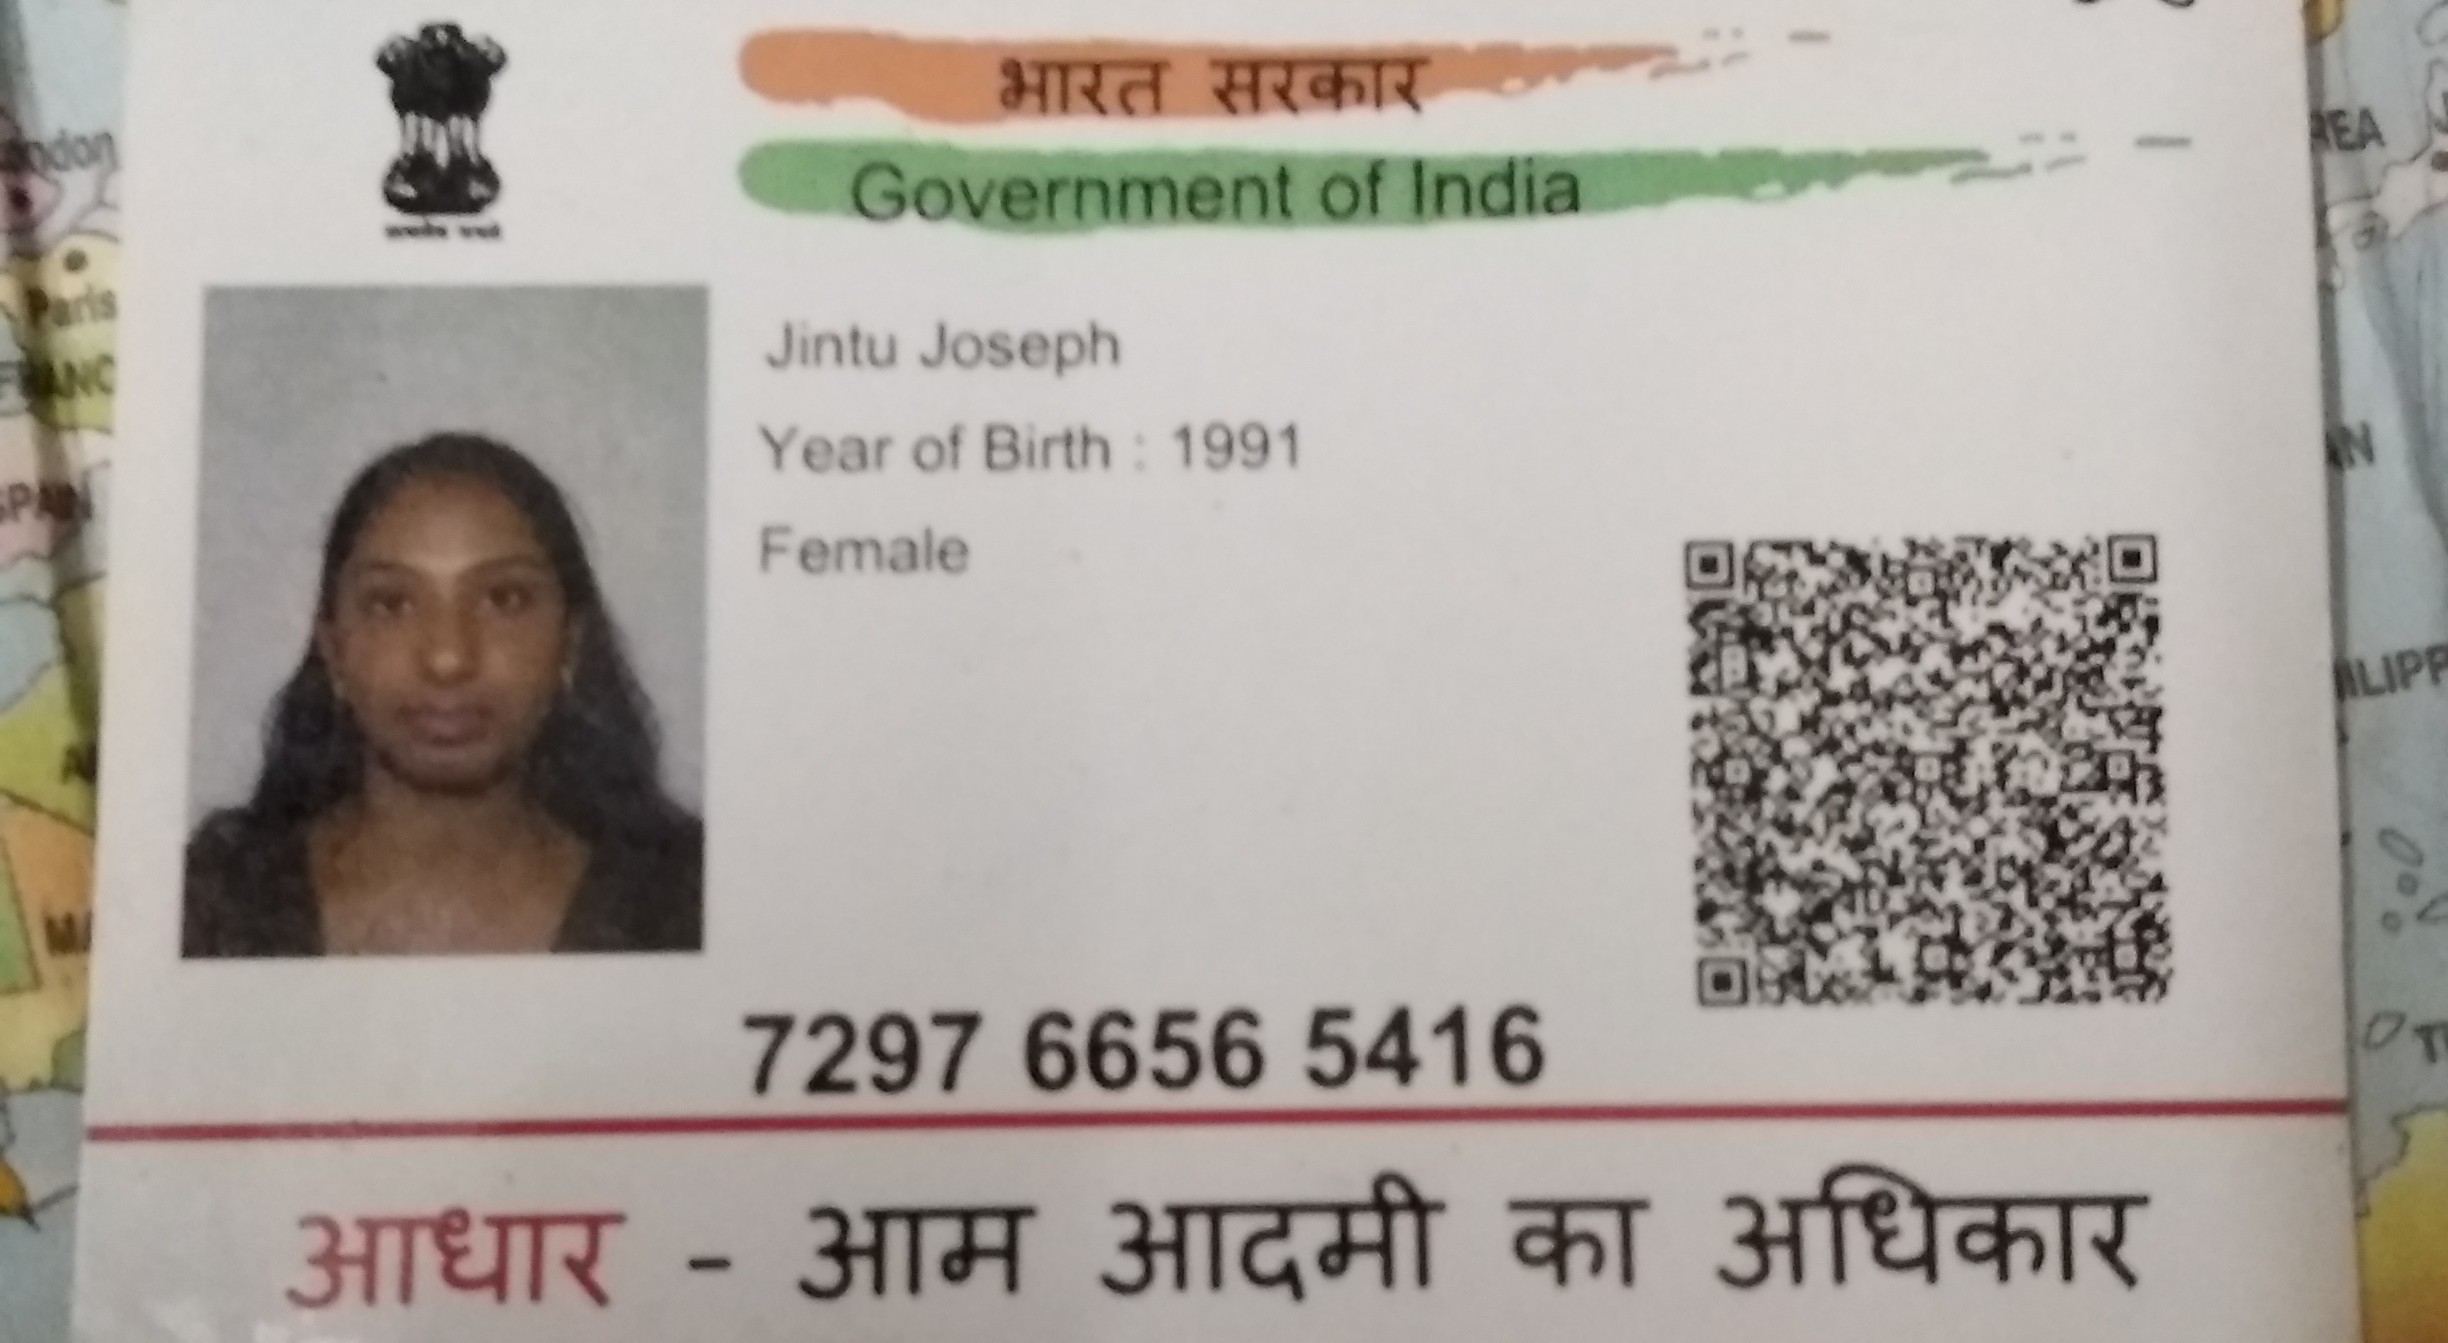 भारत सरकार
Government of India
Jintu Joseph
Year of Birth : 1991
Female
7297 6656 5416
आधार - आम आदमी का अधिकार
Paris